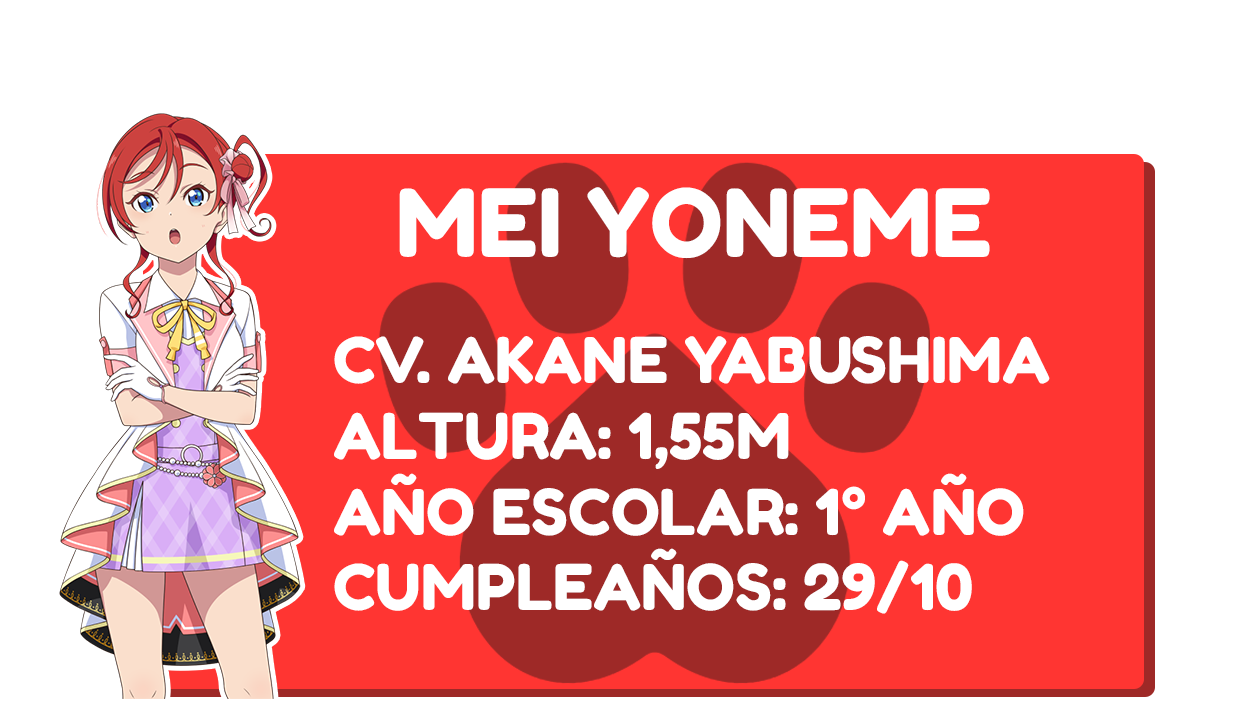 MEI YONEME
CV. AKANE YABUSHIMA
ALTURA: 1,55M
AÑO ESCOLAR: 1° AÑO
CUMPLEAÑOS: 29/10